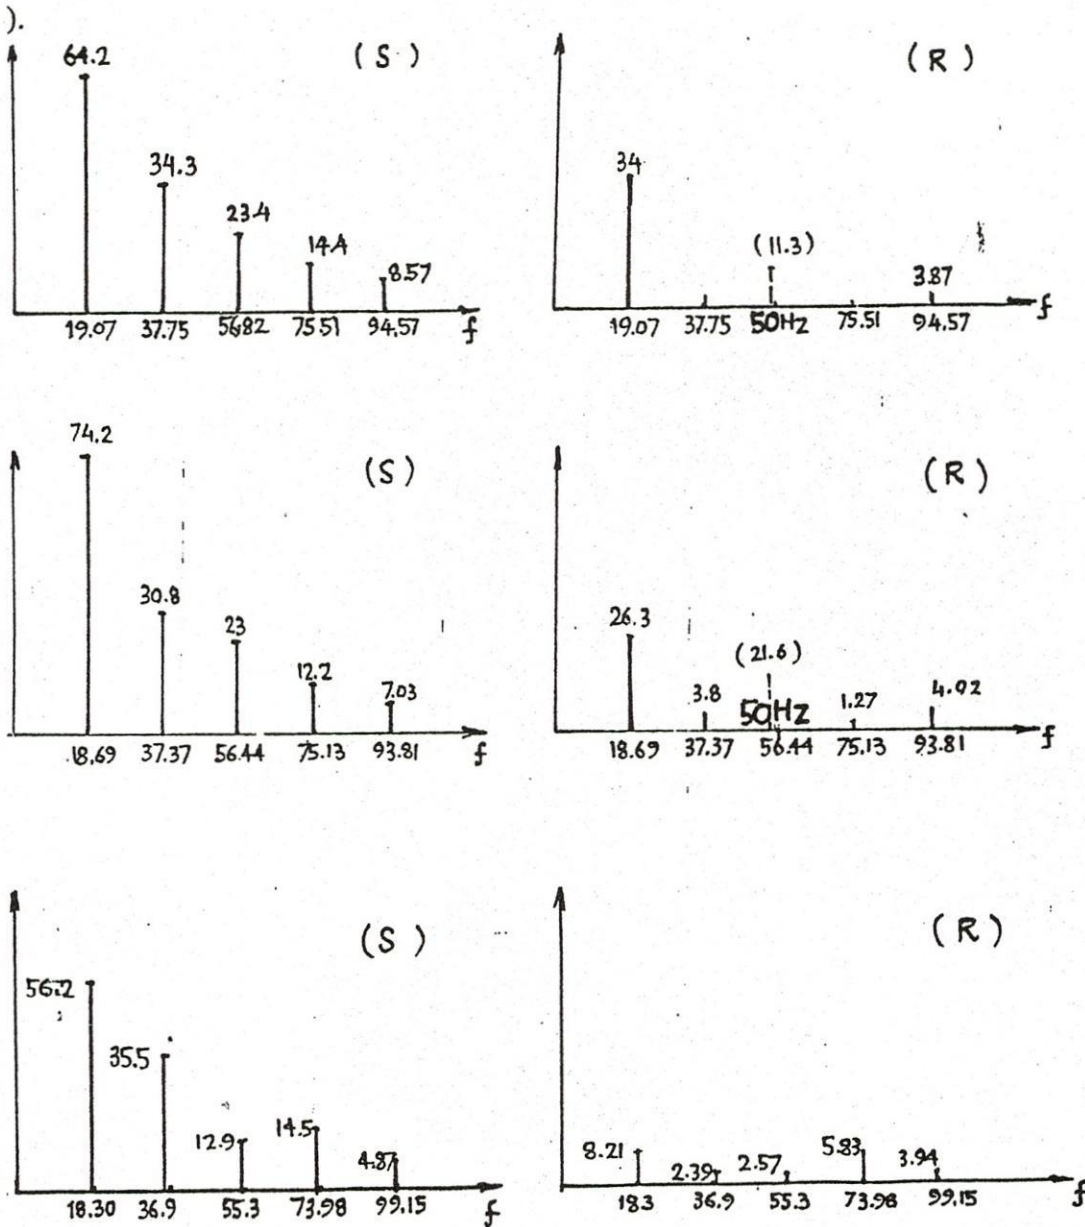 ).
64.2 (S)
34.3
23.4
14.4
8.57
19.07 37.75 56.82 75.51 94.57 f
(R)
34
(11.3)
3.87
19.07 37.75 50Hz 75.51 94.57 f
74.2
(S)
30.8
23
12.2
7.03
18.69 37.37 56.44 75.13 93.81 f
(R)
26.3
(21.6)
3.8
50Hz
1.27
4.92
18.69 37.37 56.44 75.13 93.81 f
(S)
56.2
35.5
12.9
14.5
4.87
18.30 36.9 55.3 73.98 99.15 f
(R)
8.21
2.39
2.57
5.83
3.94
18.3 36.9 55.3 73.98 99.15 f